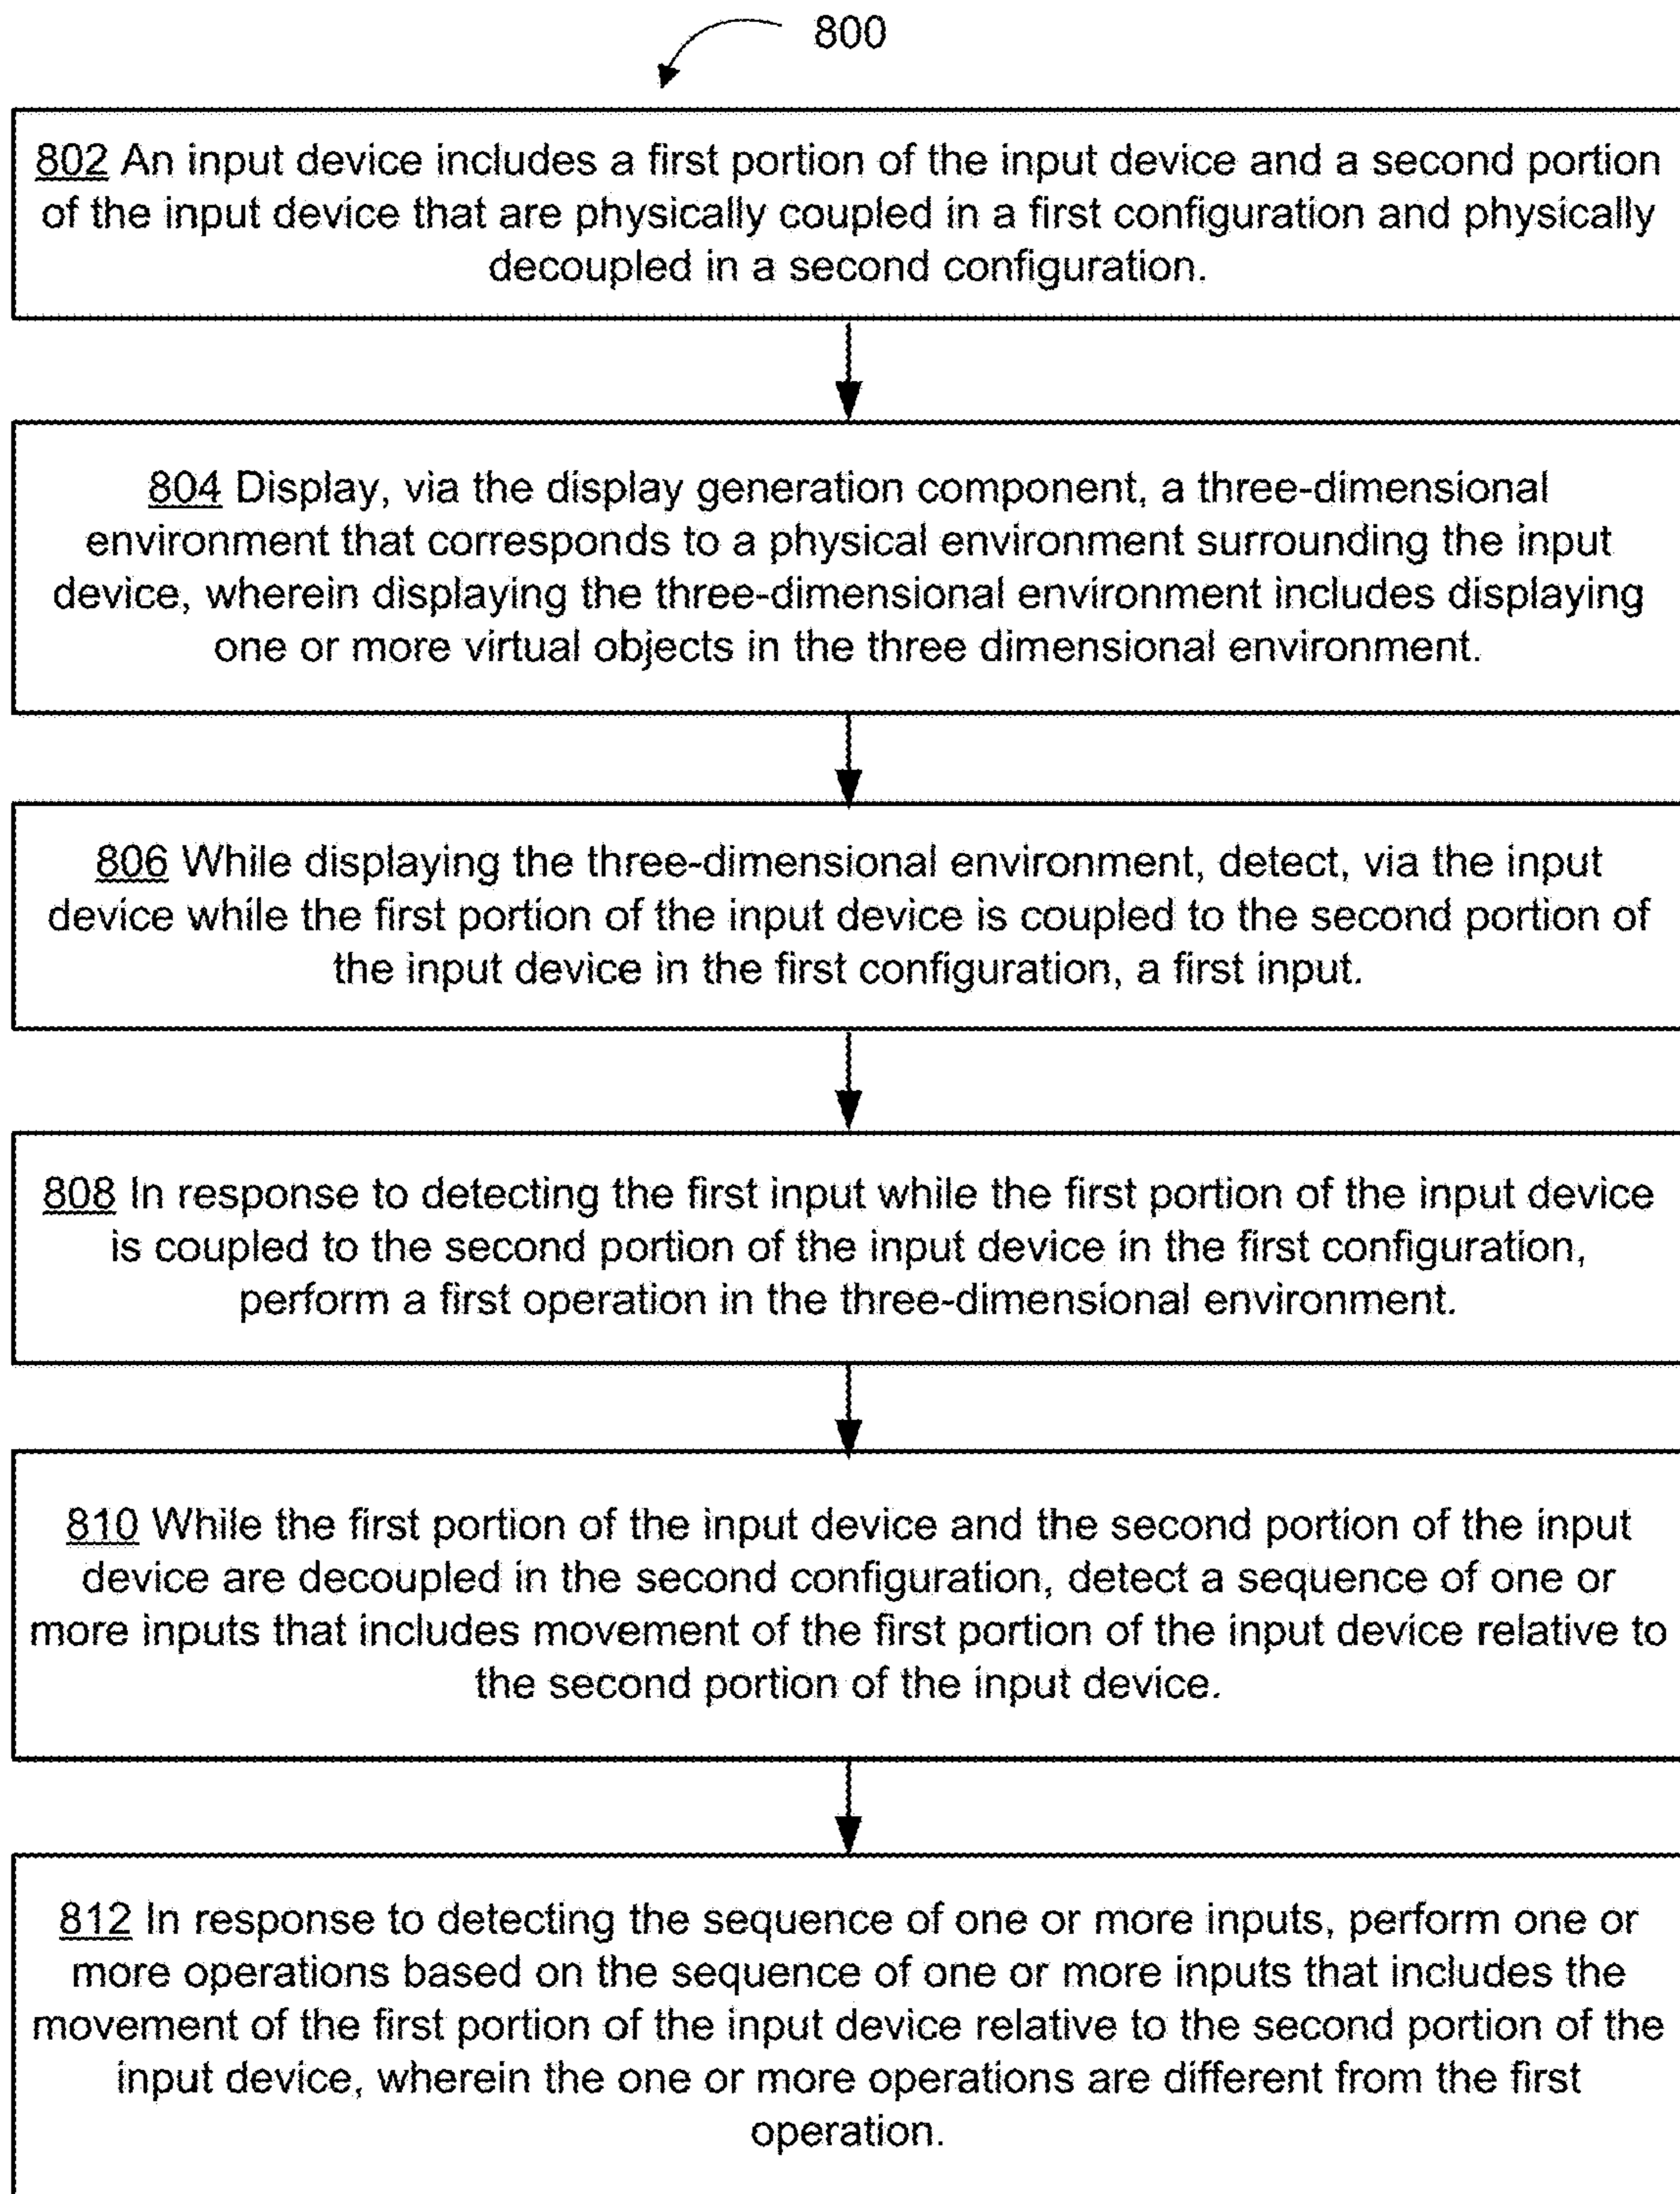 800
802 An input device includes a first portion of the input device and a second portion
of the input device that are physically coupled in a first configuration and physically
decoupled in a second configuration.
804 Display, via the display generation component, a three-dimensional
environment that corresponds to a physical environment surrounding the input
device, wherein displaying the three-dimensional environment includes displaying
one or more virtual objects in the three dimensional environment.
806 While displaying the three-dimensional environment, detect, via the input
device while the first portion of the input device is coupled to the second portion of
the input device in the first configuration, a first input.
808 In response to detecting the first input while the first portion of the input device
is coupled to the second portion of the input device in the first configuration,
perform a first operation in the three-dimensional environment.
810 While the first portion of the input device and the second portion of the input
device are decoupled in the second configuration, detect a sequence of one or
more inputs that includes movement of the first portion of the input device relative to
the second portion of the input device.
812 In response to detecting the sequence of one or more inputs, perform one or
more operations based on the sequence of one or more inputs that includes the
movement of the first portion of the input device relative to the second portion of the
input device, wherein the one or more operations are different from the first
operation.